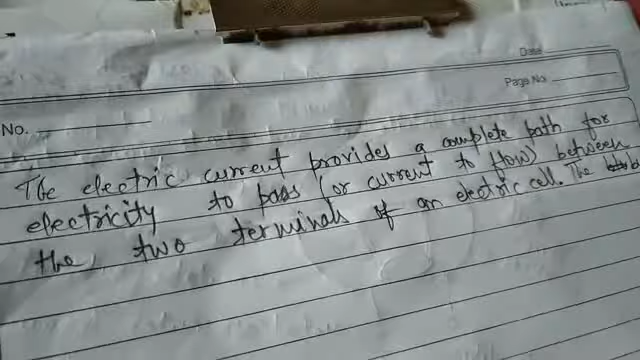 Date
Page No.
No.
The electric current provides a complete path for
electricity to pass (or current to flow) between
the two terminals of an electric cell. The